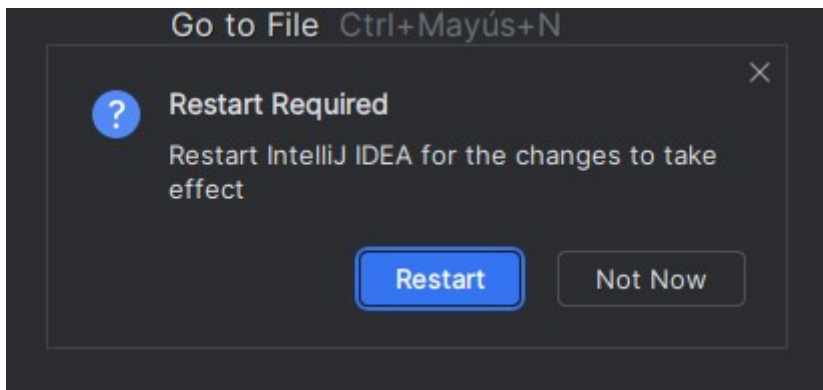 Go to File Ctrl+Mayús+N
Restart Required
Restart IntelliJ IDEA for the changes to take
effect
Restart Not Now